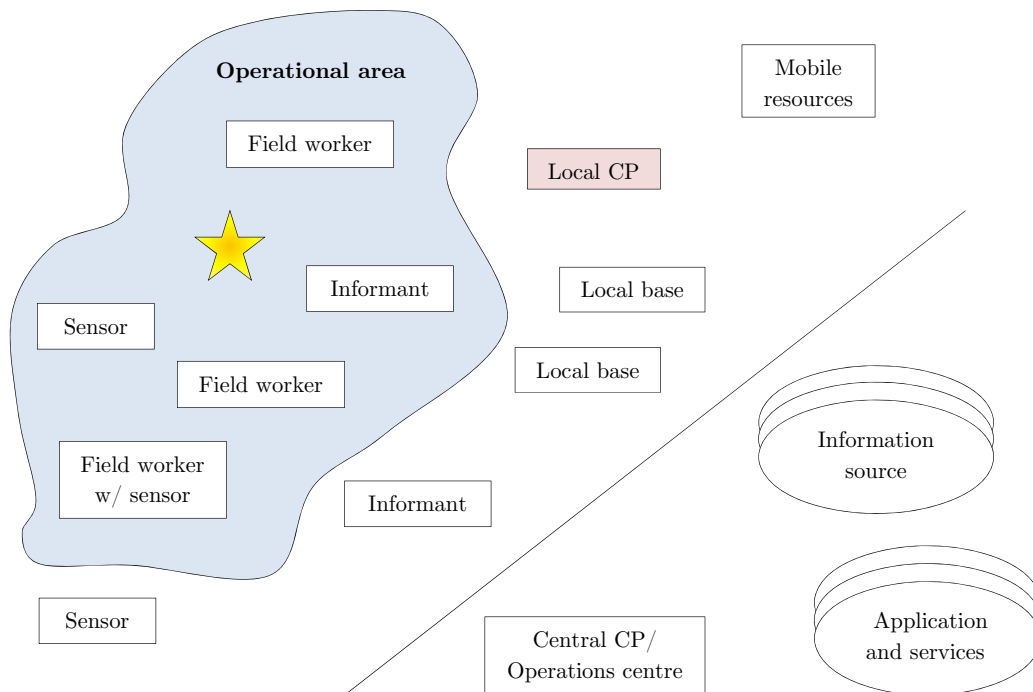 Operational area
Mobile
resources
Field worker
Local CP
Informant
Local base
Sensor
Local base
Field worker
Information
source
Field worker
w/ sensor
Informant
Sensor
Application
and services
Central CP/
Operations centre